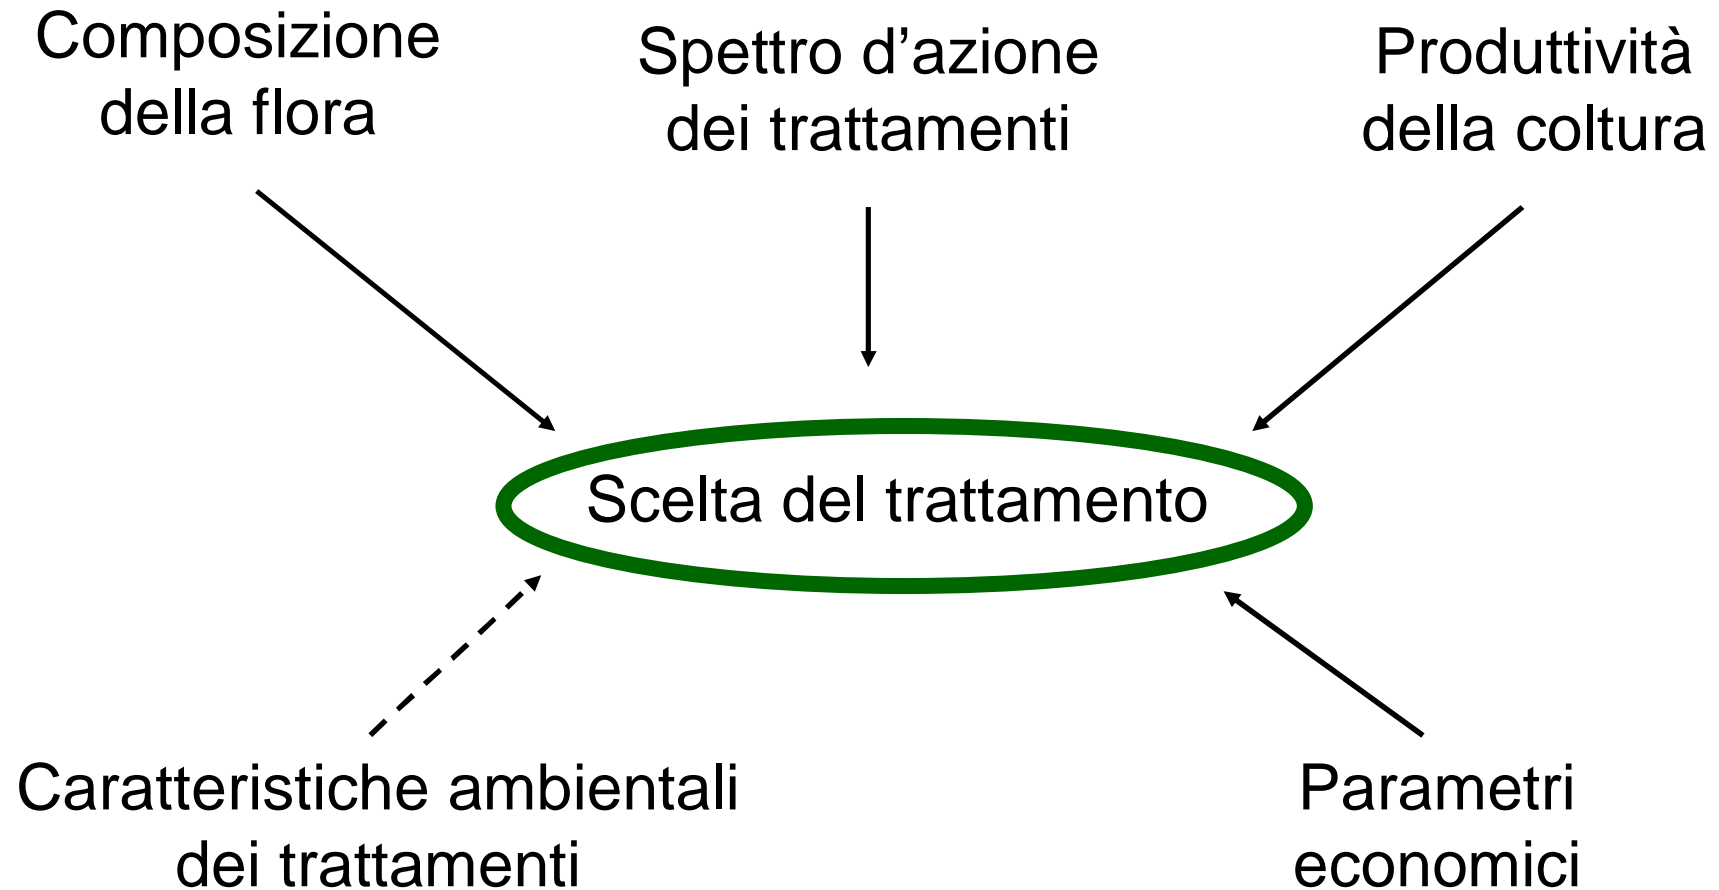 Composizione
della flora
Spettro d’azione
dei trattamenti
Produttività
della coltura
Scelta del trattamento
Caratteristiche ambientali
dei trattamenti
Parametri
economici